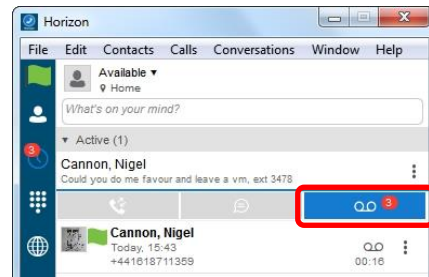 Horizon
File Edit Contacts Calls Conversations Window Help
Available
Home
What's on your mind?
Active (1)
Cannon, Nigel
Could you do me favour and leave a vm, ext 3478
3
3
Cannon, Nigel
Today, 15:43
+441618711359
00:16